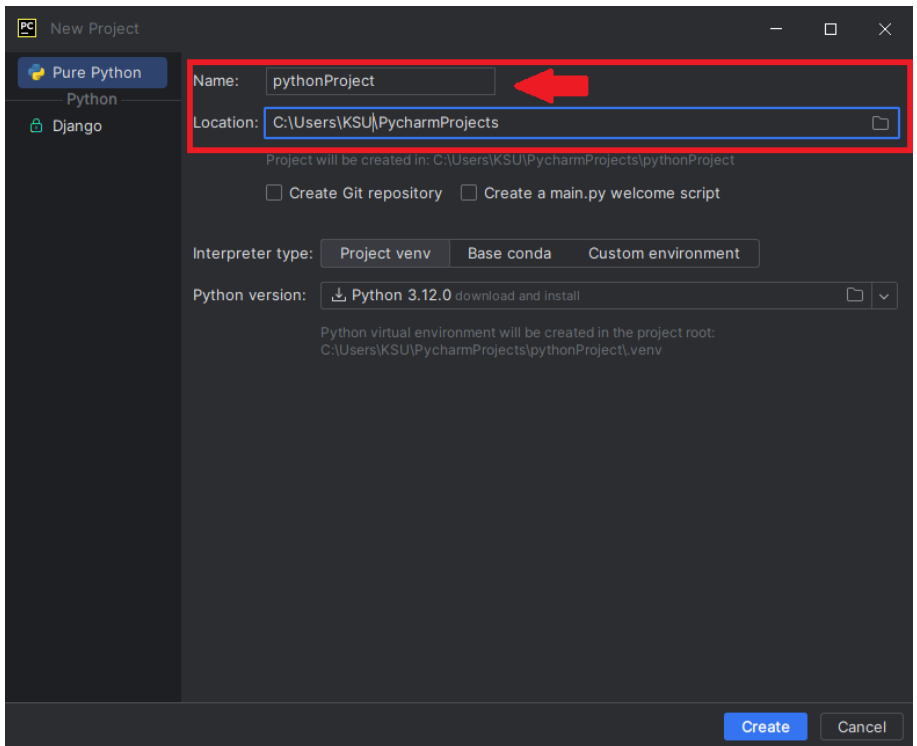 PC New Project
Pure Python
Python
Django
Name: pythonProject
Location: C:\Users\KSU\PycharmProjects
Project will be created in: C:\Users\KSU\PycharmProjects\pythonProject
Create Git repository Create a main.py welcome script
Interpreter type: Project venv Base conda Custom environment
Python version: Python 3.12.0 download and install
Python virtual environment will be created in the project root:
C:\Users\KSU\PycharmProjects\pythonProject\.venv
Create Cancel